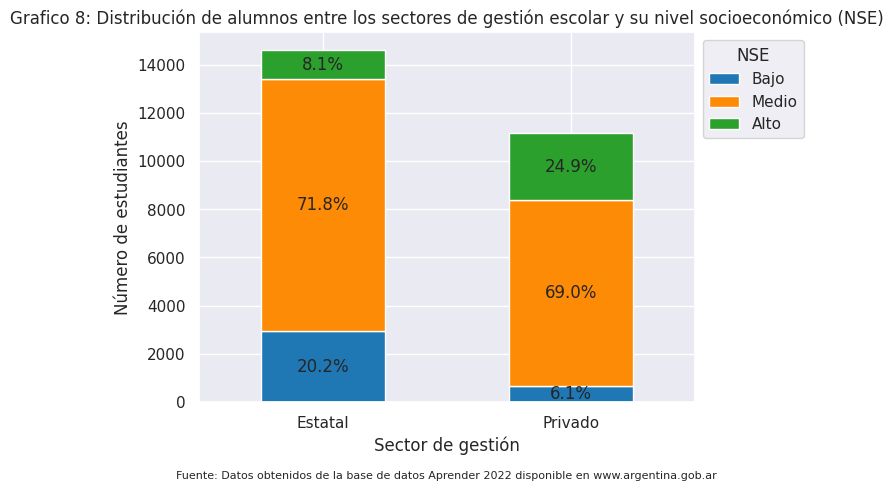 Grafico 8: Distribución de alumnos entre los sectores de gestión escolar y su nivel socioeconómico (NSE)
NSE
Bajo
Medio
Alto
Número de estudiantes
14000
12000
10000
8000
6000
4000
2000
0
8.1%
71.8%
20.2%
24.9%
69.0%
6.1%
Estatal
Privado
Sector de gestión
Fuente: Datos obtenidos de la base de datos Aprender 2022 disponible en www.argentina.gob.ar